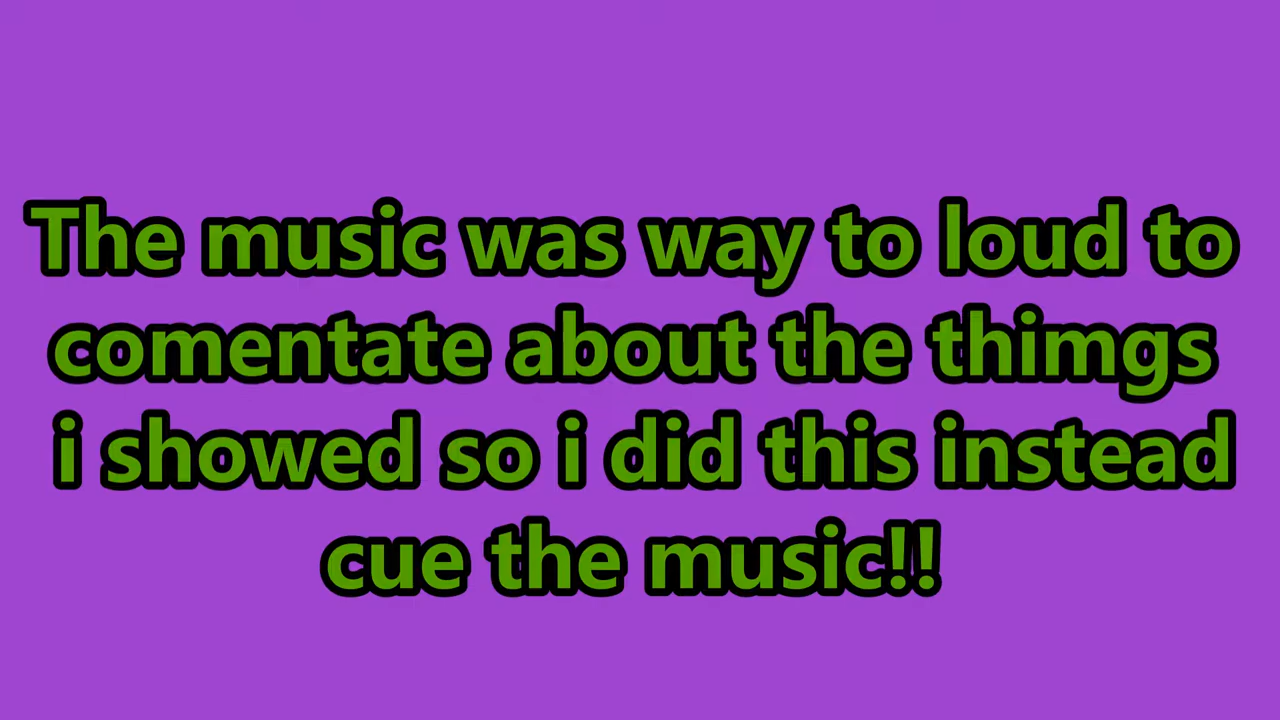 The music was way to loud to
comentate about the thimgs
i showed so i did this instead
cue the music!!